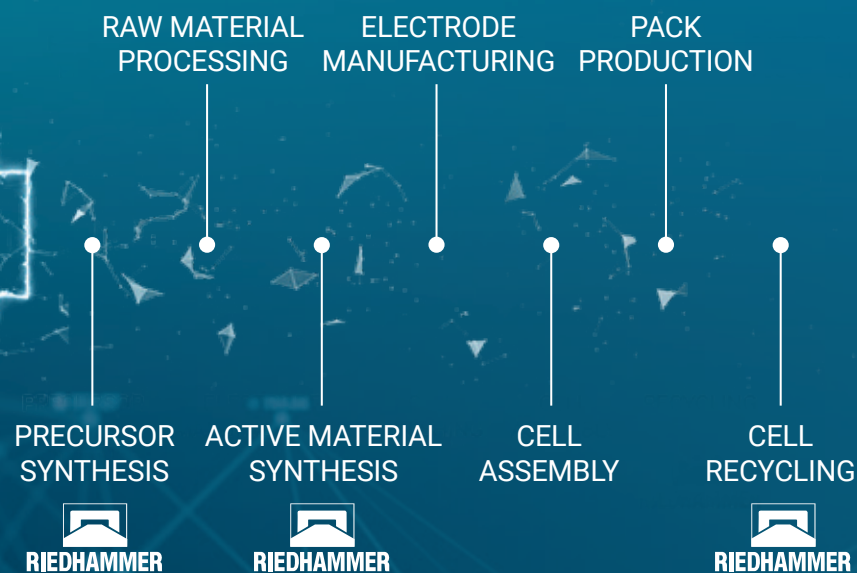 RAW MATERIAL
PROCESSING
ELECTRODE
MANUFACTURING
PACK
PRODUCTION
PRECURSOR
SYNTHESIS
RIEDHAMMER
ACTIVE MATERIAL
SYNTHESIS
RIEDHAMMER
CELL
ASSEMBLY
CELL
RECYCLING
RIEDHAMMER